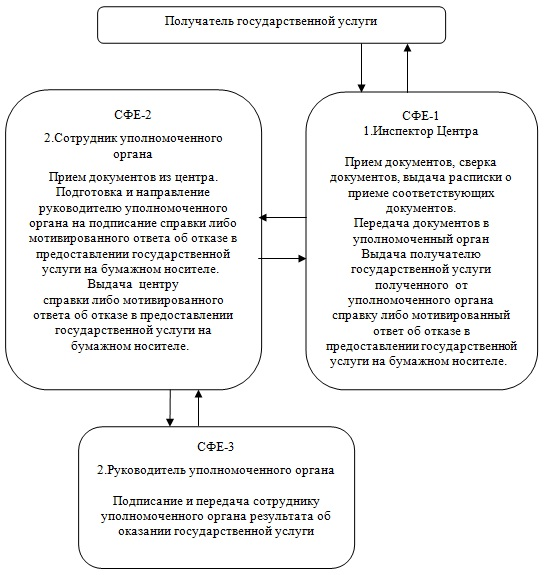 Получатель государственной услуги
СФЕ-2
2.Сотрудник уполномоченного
органа
Прием документов из центра.
Подготовка и направление
руководителю уполномоченного
органа на подписание справки либо
мотивированного ответа об отказе в
предоставлении государственной
услуги на бумажном носителе.
Выдача центру
справки либо мотивированного
ответа об отказе в предоставлении
государственной услуги на
бумажном носителе.
СФЕ-1
1.Инспектор Центра
Прием документов, сверка
документов, выдача расписки о
приеме соответствующих
документов.
Передача документов в
уполномоченный орган
Выдача получателю
государственной услуги
полученного от
уполномоченного органа
справку либо мотивированный
ответ об отказе в
предоставлении государственной
услуги на бумажном носителе.
СФЕ-3
2.Руководитель уполномоченного органа
Подписание и передача сотруднику
уполномоченного органа результата об
оказании государственной услуги